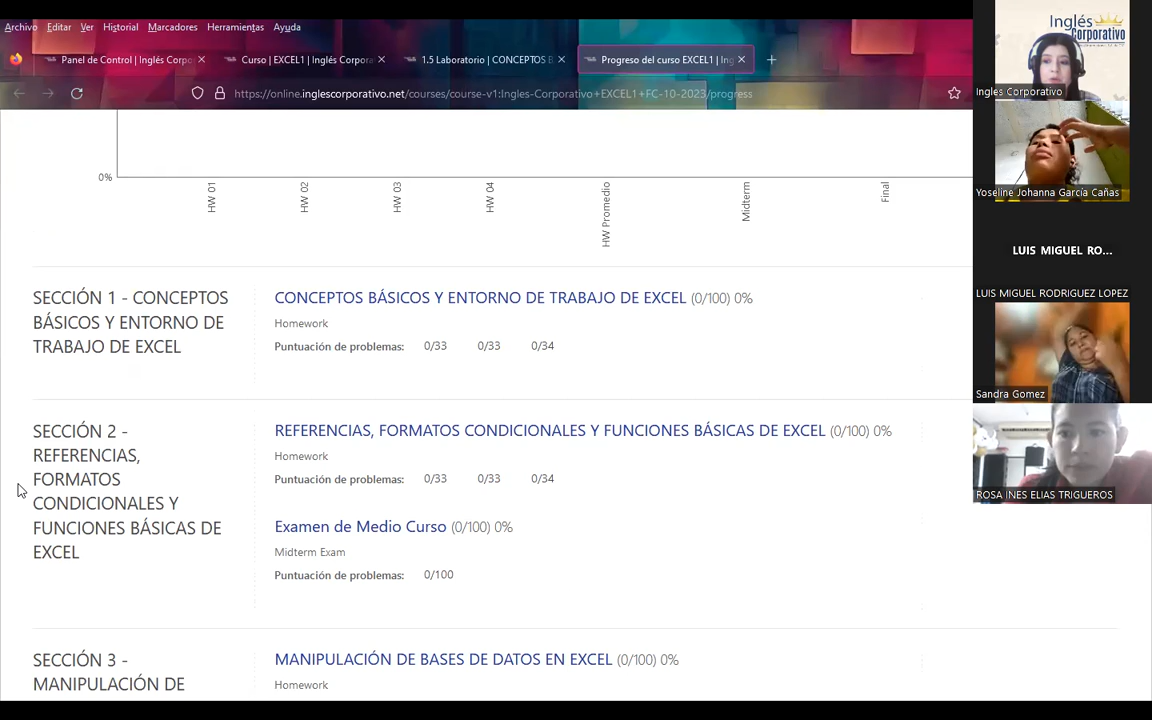 Archivo Editar Ver Historial Marcadores Herramientas Ayuda
Panel de Control | Inglés Corpo
Curso | EXCEL1 | Inglés Corpora
1.5 Laboratorio | CONCEPTOS B
Progreso del curso EXCEL1 | Ing
https://online.inglescorporativo.net/courses/course-v1:Ingles-Corporativo+EXCEL1+FC-10-2023/progress
0%
HW 01
HW 02
HW 03
HW 04
HW Promedio
Midterm
Final
SECCIÓN 1 - CONCEPTOS
BÁSICOS Y ENTORNO DE
TRABAJO DE EXCEL
CONCEPTOS BÁSICOS Y ENTORNO DE TRABAJO DE EXCEL (0/100) 0%
Homework
Puntuación de problemas: 0/33 0/33 0/34
SECCIÓN 2 -
REFERENCIAS,
FORMATOS
CONDICIONALES Y
FUNCIONES BÁSICAS DE
EXCEL
REFERENCIAS, FORMATOS CONDICIONALES Y FUNCIONES BÁSICAS DE EXCEL (0/100) 0%
Homework
Puntuación de problemas: 0/33 0/33 0/34
Examen de Medio Curso (0/100) 0%
Midterm Exam
Puntuación de problemas: 0/100
SECCIÓN 3 -
MANIPULACIÓN DE
MANIPULACIÓN DE BASES DE DATOS EN EXCEL (0/100) 0%
Homework
Inglés
Corporativo
Ingles Corporativo
Yoseline Johanna García Cañas
LUIS MIGUEL RO...
LUIS MIGUEL RODRIGUEZ LOPEZ
Sandra Gomez
ROSA INES ELIAS TRIGUEROS